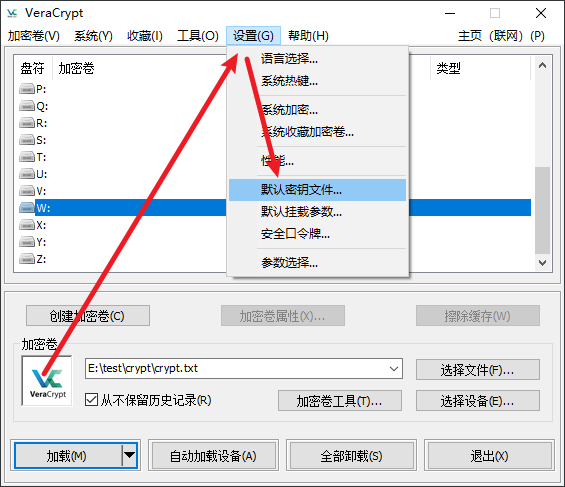 VeraCrypt
加密卷(V) 系统(Y) 收藏(I) 工具(O) 设置(G) 帮助(H) 主页（联网）(P)
盘符 加密卷 类型
语言选择...
系统热键...
系统加密...
系统收藏加密卷...
性能...
默认密钥文件...
默认挂载参数...
安全口令牌...
参数选择...
P:
Q:
R:
S:
T:
U:
V:
W:
X:
Y:
Z:
创建加密卷(C) 加密卷属性(X)... 擦除缓存(W)
加密卷
VeraCrypt
E:\test\crypt\crypt.txt 选择文件(F)...
从不保留历史记录(R) 加密卷工具(T)... 选择设备(E)...
加载(M) 自动加载设备(A) 全部卸载(S) 退出(X)